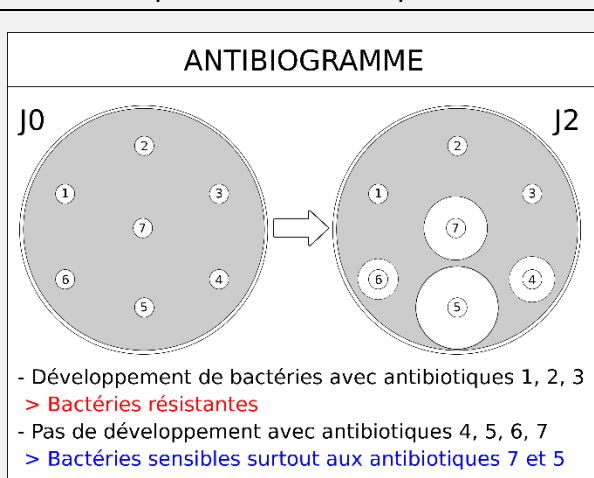 ANTIBIOGRAMME
J0
J2
2
1
3
7
6
4
5
2
1
3
7
6
4
5
- Développement de bactéries avec antibiotiques 1, 2, 3
> Bactéries résistantes
- Pas de développement avec antibiotiques 4, 5, 6, 7
> Bactéries sensibles surtout aux antibiotiques 7 et 5